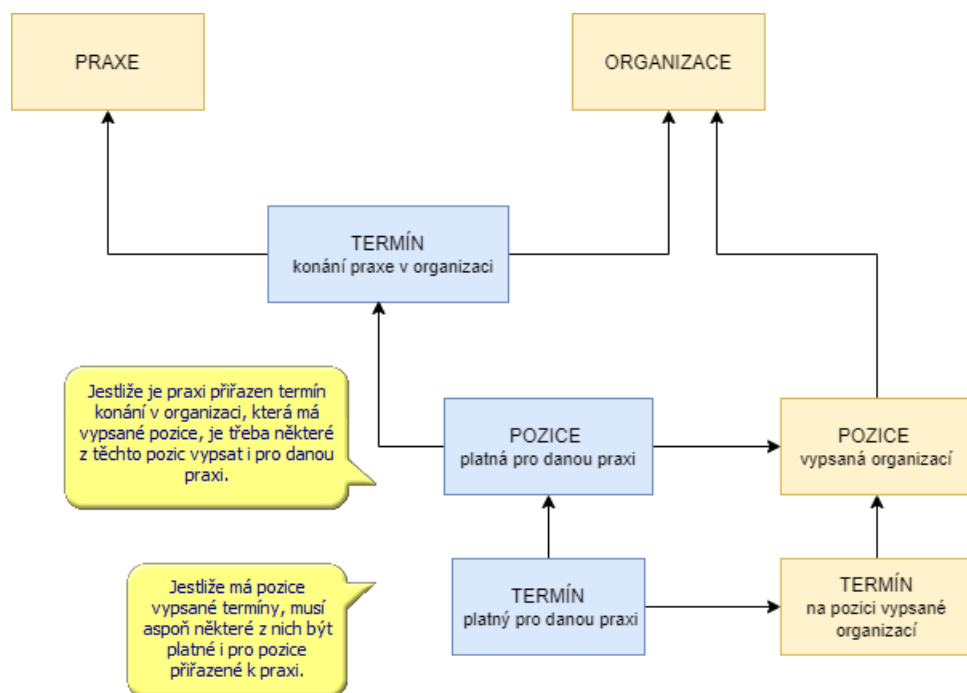 PRAXE
ORGANIZACE
TERMÍN
konání praxe v organizaci
Jestliže je praxi přiřazen termín
konání v organizaci, která má
vypsané pozice, je třeba některé
z těchto pozic vypsat i pro danou
praxi.
POZICE
platná pro danou praxi
POZICE
vypsaná organizací
Jestliže má pozice
vypsané termíny, musí
aspoň některé z nich být
platné i pro pozice
přiřazené k praxi.
TERMÍN
platný pro danou praxi
TERMÍN
na pozici vypsané
organizací